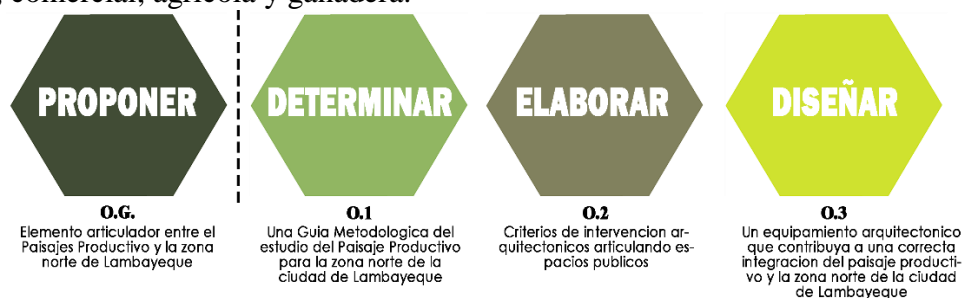 , comercial, agrícola y ganadera.
PROPONER
O.G.
Elemento articulador entre el
Paisajes Productivo y la zona
norte de Lambayeque
DETERMINAR
O.1
Una Guia Metodologica del
estudio del Paisaje Productivo
para la zona norte de la
ciudad de Lambayeque
ELABORAR
O.2
Criterios de intervencion ar-
quitectonicos articulando es-
pacios publicos
DISEÑAR
O.3
Un equipamiento arquitectonico
que contribuya a una correcta
integracion del paisaje producti-
vo y la zona norte de la ciudad
de Lambayeque